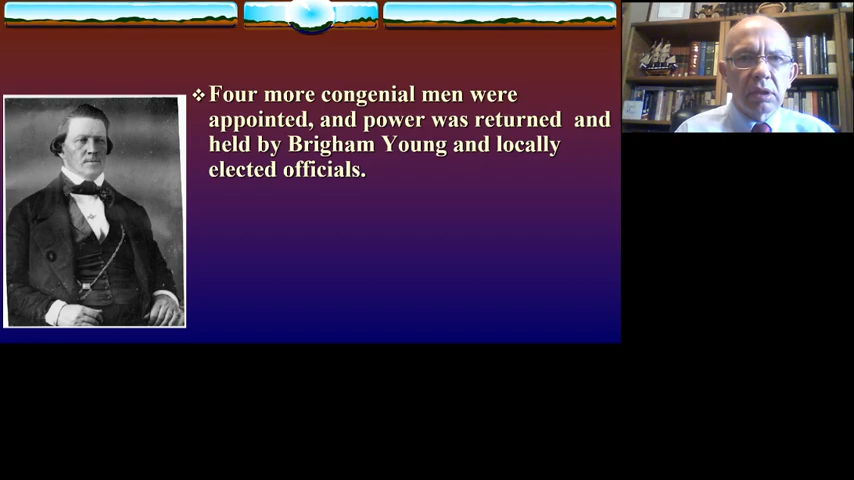 ❖Four more congenial men were
appointed, and power was returned and
held by Brigham Young and locally
elected officials.